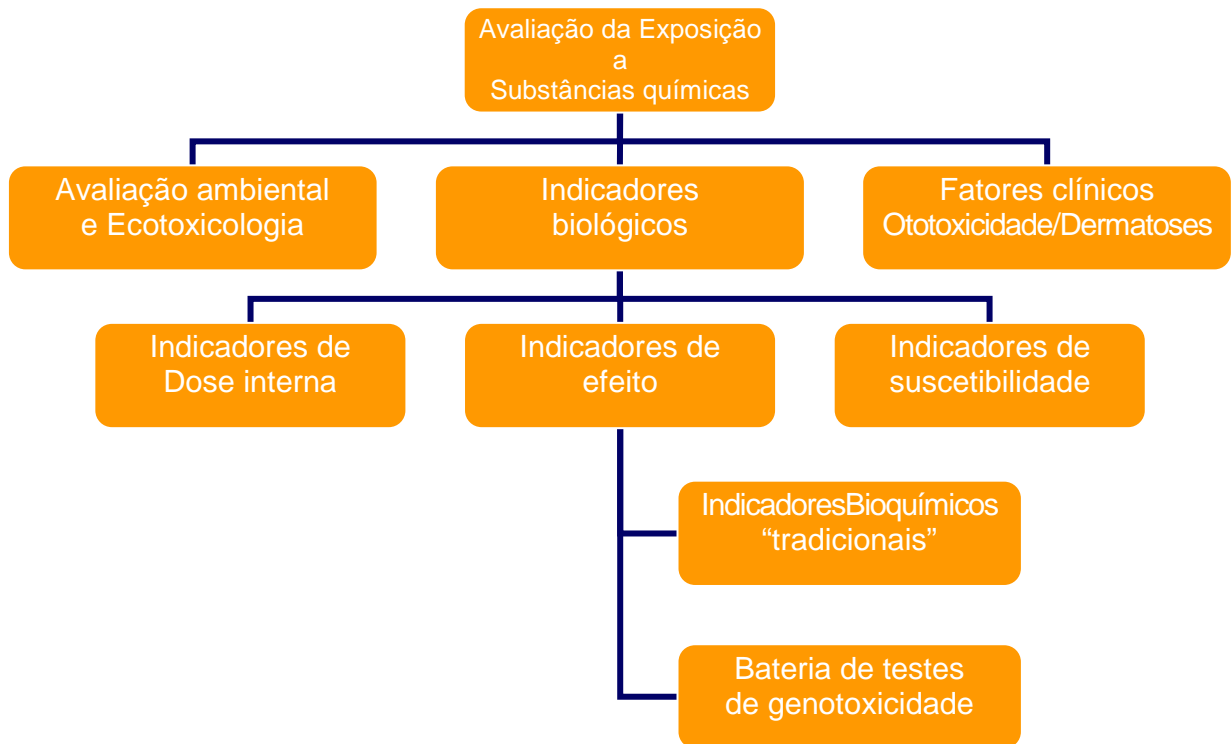 Avaliação da Exposição
a
Substâncias químicas
Avaliação ambiental
e Ecotoxicologia
Indicadores
biológicos
Fatores clínicos
Ototoxicidade/Dermatoses
Indicadores de
Dose interna
Indicadores de
efeito
Indicadores de
suscetibilidade
IndicadoresBioquímicos
“tradicionais”
Bateria de testes
de genotoxicidade